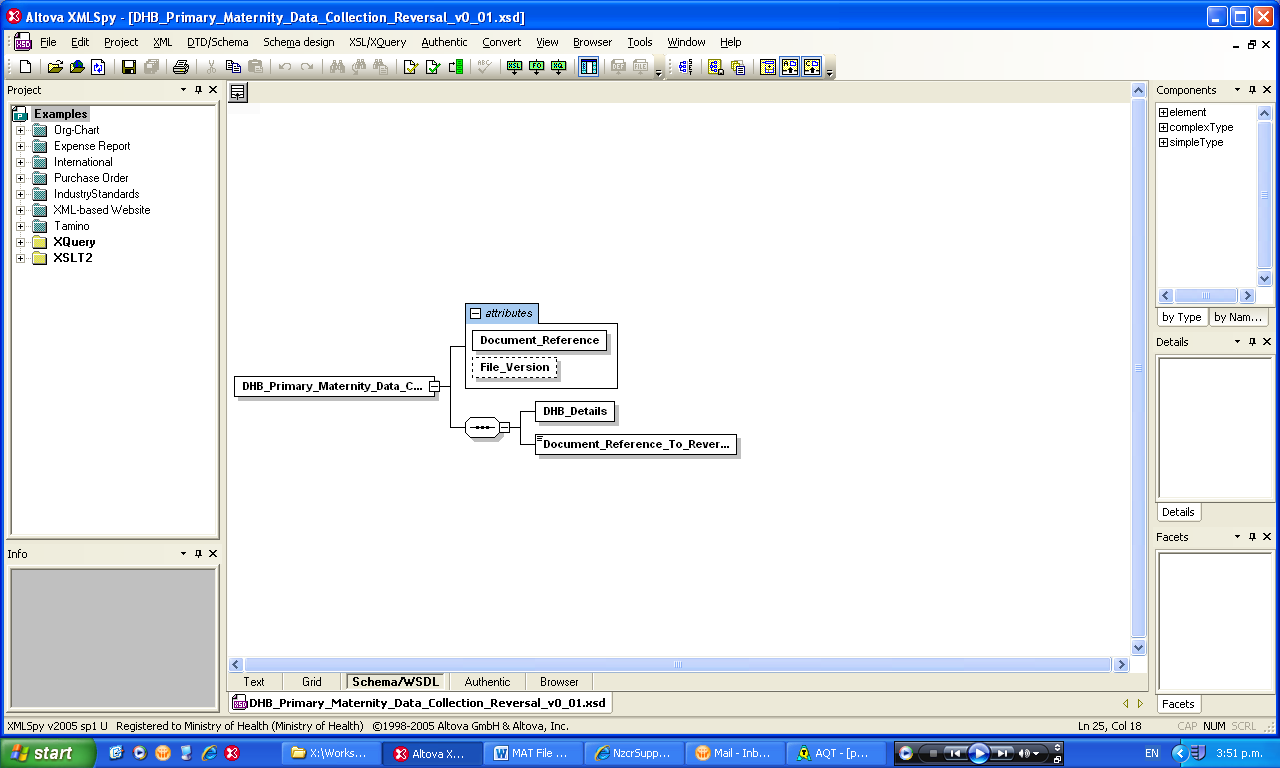 Altova XMLSpy - [DHB_Primary_Maternity_Data_Collection_Reversal_v0_01.xsd]
File Edit Project XML DTD/Schema Schema design XSL/XQuery Authentic Convert View Browser Tools Window Help
Project
Examples
Org-Chart
Expense Report
International
Purchase Order
IndustryStandards
XML-based Website
Tamino
XQuery
XSLT2
Info
attributes
Document_Reference
File_Version
DHB_Primary_Maternity_Data_C...
DHB_Details
Document_Reference_To_Rever...
Components
element
complexType
simpleType
by Type by Nam...
Details
Details
Facets
Facets
Text Grid Schema/WSDL Authentic Browser
DHB_Primary_Maternity_Data_Collection_Reversal_v0_01.xsd
XMLSpy v2005 sp1 U Registered to Ministry of Health (Ministry of Health) ©1998-2005 Altova GmbH & Altova, Inc. Ln 25, Col 18 CAP NUM SCRL
start X:\Works... Altova X... MAT File ... NzcrSupp... Mail - Inb... AQT - [p... EN 3:51 p.m.